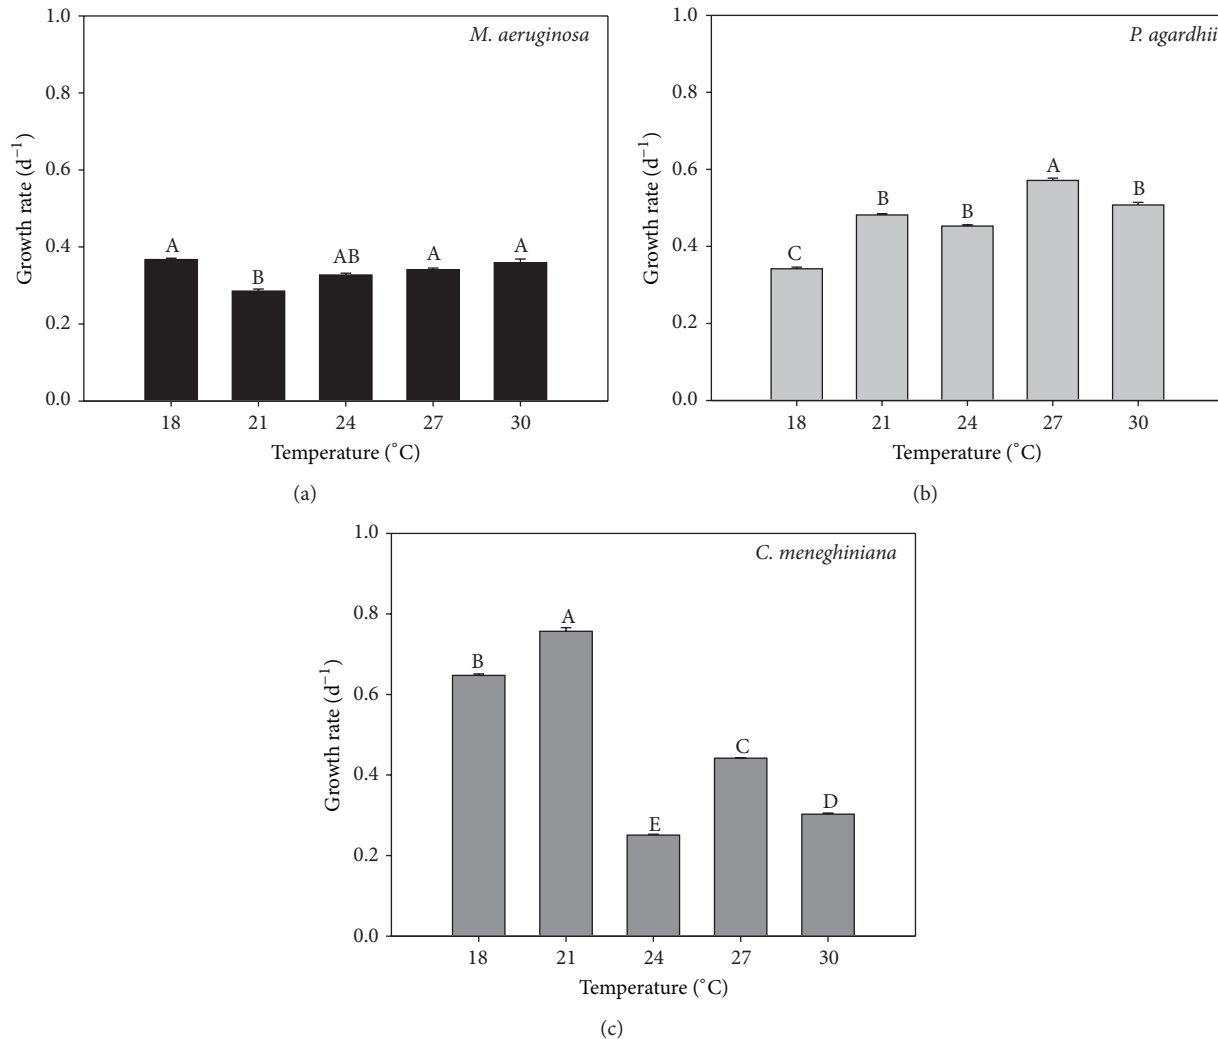 M. aeruginosa
1.0
0.8
0.6
0.4
0.2
0.0
Growth rate (d⁻¹)
A
B
AB
A
A
18 21 24 27 30
Temperature (°C)
(a)
P. agardhii
1.0
0.8
0.6
0.4
0.2
0.0
Growth rate (d⁻¹)
C
B
B
A
B
18 21 24 27 30
Temperature (°C)
(b)
C. meneghiniana
1.0
0.8
0.6
0.4
0.2
0.0
Growth rate (d⁻¹)
B
A
E
C
D
18 21 24 27 30
Temperature (°C)
(c)